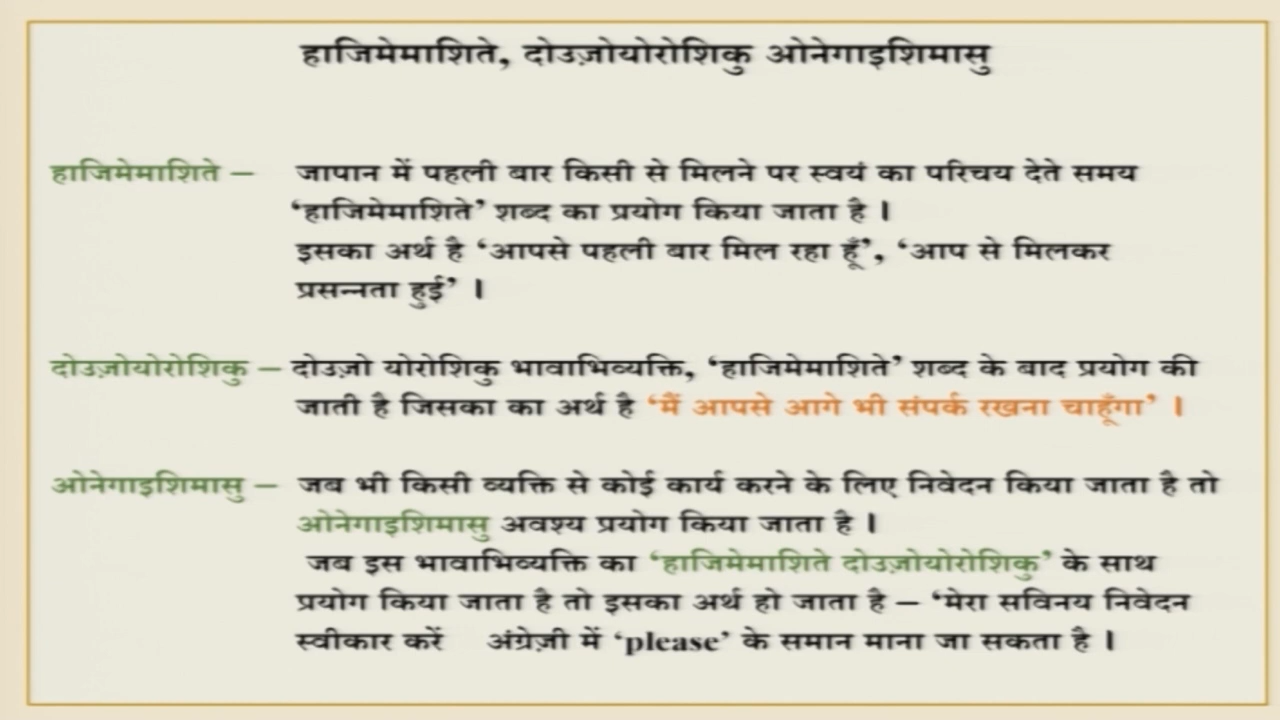 हाजिमेमाशिते, दोउज़ोयोरोशिकु ओनेगाइशिमासु
हाजिमेमाशिते – जापान में पहली बार किसी से मिलने पर स्वयं का परिचय देते समय
‘हाजिमेमाशिते’ शब्द का प्रयोग किया जाता है ।
इसका अर्थ है ‘आपसे पहली बार मिल रहा हूँ’, ‘आप से मिलकर
प्रसन्नता हुई’ ।
दोउज़ोयोरोशिकु – दोउज़ो योरोशिकु भावाभिव्यक्ति, ‘हाजिमेमाशिते’ शब्द के बाद प्रयोग की
जाती है जिसका का अर्थ है ‘मैं आपसे आगे भी संपर्क रखना चाहूँगा’ ।
ओनेगाइशिमासु – जब भी किसी व्यक्ति से कोई कार्य करने के लिए निवेदन किया जाता है तो
ओनेगाइशिमासु अवश्य प्रयोग किया जाता है ।
जब इस भावाभिव्यक्ति का ‘हाजिमेमाशिते दोउज़ोयोरोशिकु’ के साथ
प्रयोग किया जाता है तो इसका अर्थ हो जाता है – ‘मेरा सविनय निवेदन
स्वीकार करें अंग्रेज़ी में ‘please’ के समान माना जा सकता है ।